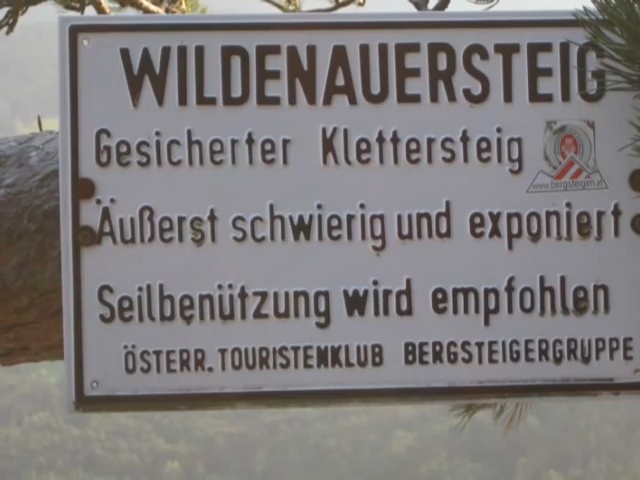 WILDENAUERSTEIG
Gesicherter Klettersteig
www.bergsteigen.at
Äußerst schwierig und exponiert
Seilbenützung wird empfohlen
ÖSTERR. TOURISTENKLUB BERGSTEIGERGRUPPE